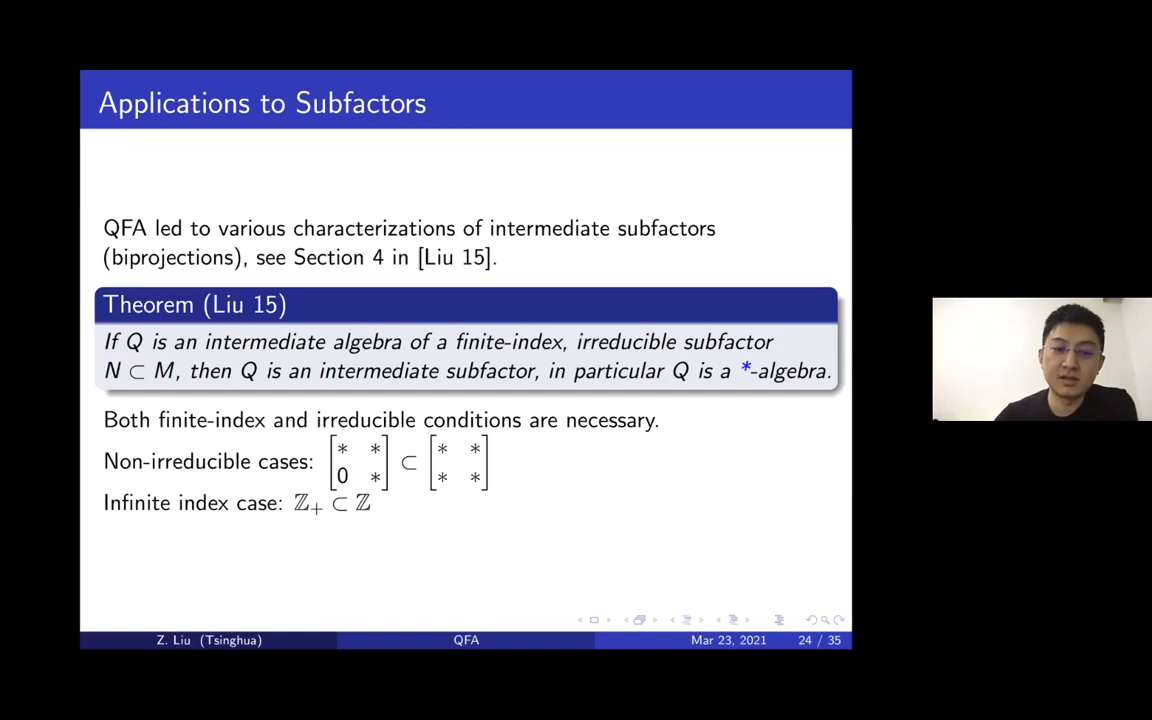 Applications to Subfactors
QFA led to various characterizations of intermediate subfactors
(biprojections), see Section 4 in [Liu 15].
Theorem (Liu 15)
If Q is an intermediate algebra of a finite-index, irreducible subfactor
N ⊂ M, then Q is an intermediate subfactor, in particular Q is a *-algebra.
Both finite-index and irreducible conditions are necessary.
Non-irreducible cases: [* * 0 *] ⊂ [* * * *]
Infinite index case: ℤ₊ ⊂ ℤ
Z. Liu (Tsinghua) QFA Mar 23, 2021 24 / 35